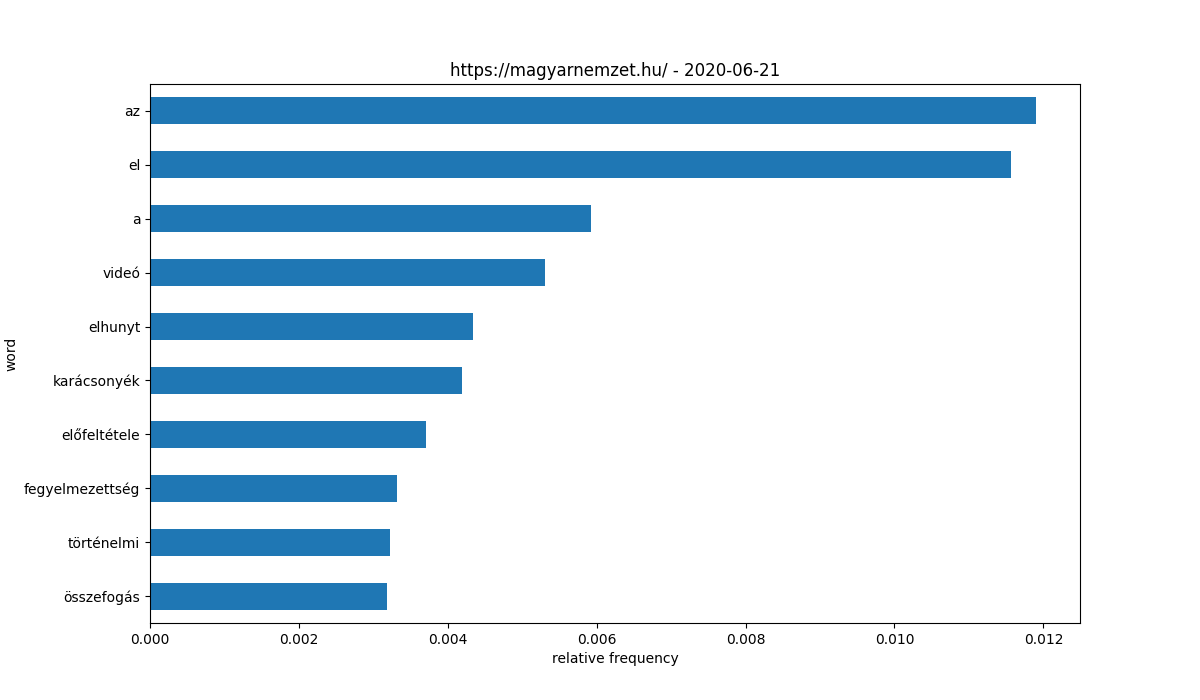 https://magyarnemzet.hu/ - 2020-06-21
az
el
a
videó
elhunyt
karácsonyék
előfeltétele
fegyelmezettség
történelmi
összefogás
word
0.000 0.002 0.004 0.006 0.008 0.010 0.012
relative frequency